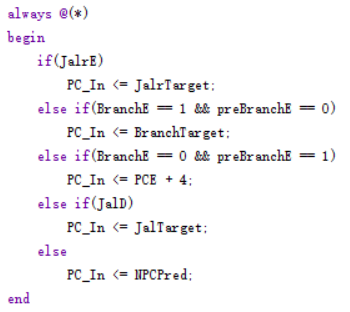 always @(*)
begin
    if(JalrE)
        PC_In <= JalrTarget;
    else if(BranchE == 1 && preBranchE == 0)
        PC_In <= BranchTarget;
    else if(BranchE == 0 && preBranchE == 1)
        PC_In <= PCE + 4;
    else if(JalD)
        PC_In <= JalTarget;
    else
        PC_In <= NPCPred;
end